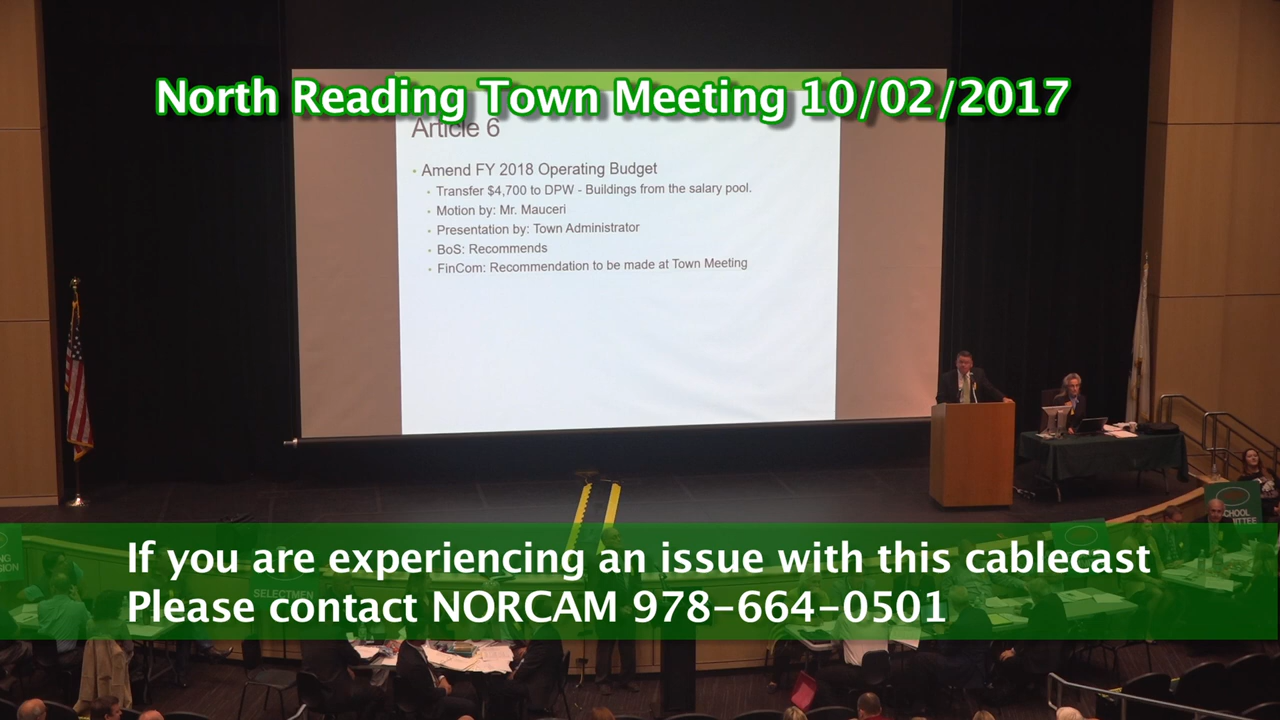 North Reading Town Meeting 10/02/2017
Article 6
• Amend FY 2018 Operating Budget
• Transfer $4,700 to DPW - Buildings from the salary pool.
• Motion by: Mr. Mauceri
• Presentation by: Town Administrator
• BoS: Recommends
• FinCom: Recommendation to be made at Town Meeting
If you are experiencing an issue with this cablecast
Please contact NORCAM 978-664-0501
SELECTMEN